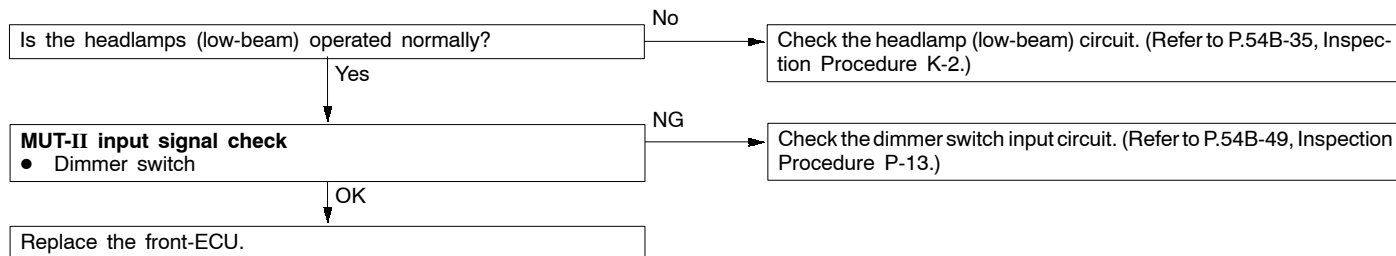 Is the headlamps (low-beam) operated normally?
No
Check the headlamp (low-beam) circuit. (Refer to P.54B-35, Inspec-
tion Procedure K-2.)
Yes
MUT-II input signal check
● Dimmer switch
NG
Check the dimmer switch input circuit. (Refer to P.54B-49, Inspection
Procedure P-13.)
OK
Replace the front-ECU.